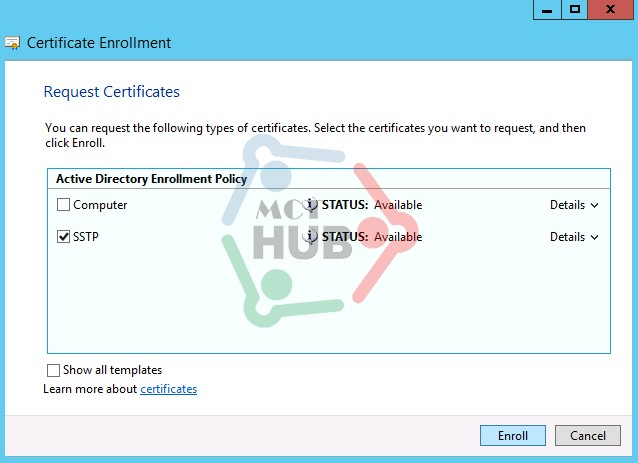 Certificate Enrollment
Request Certificates
You can request the following types of certificates. Select the certificates you want to request, and then
click Enroll.
Active Directory Enrollment Policy
Computer STATUS: Available Details
MCT
SSTP STATUS: Available Details
HUB
Show all templates
Learn more about certificates
Enroll Cancel